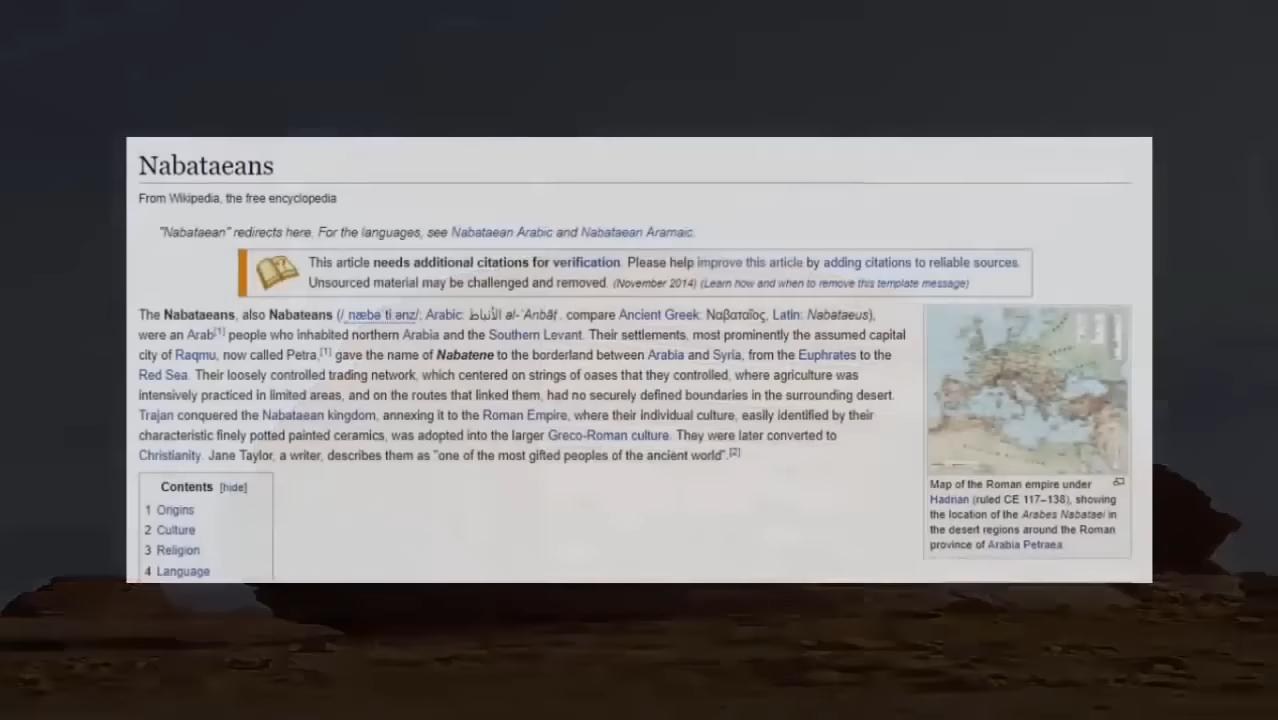 Nabataeans
From Wikipedia, the free encyclopedia
"Nabataean" redirects here. For the languages, see Nabataean Arabic and Nabataean Aramaic.
This article needs additional citations for verification. Please help improve this article by adding citations to reliable sources.
Unsourced material may be challenged and removed. (November 2014) (Learn how and when to remove this template message)
The Nabataeans, also Nabateans (/ˌnæbəˈtiːənz/; Arabic: الأنباط al-ʾAnbāṭ , compare Ancient Greek: Ναβαταῖος, Latin: Nabataeus),
were an Arab[1] people who inhabited northern Arabia and the Southern Levant. Their settlements, most prominently the assumed capital
city of Raqmu, now called Petra,[1] gave the name of Nabatene to the borderland between Arabia and Syria, from the Euphrates to the
Red Sea. Their loosely controlled trading network, which centered on strings of oases that they controlled, where agriculture was
intensively practiced in limited areas, and on the routes that linked them, had no securely defined boundaries in the surrounding desert.
Trajan conquered the Nabataean kingdom, annexing it to the Roman Empire, where their individual culture, easily identified by their
characteristic finely potted painted ceramics, was adopted into the larger Greco-Roman culture. They were later converted to
Christianity. Jane Taylor, a writer, describes them as "one of the most gifted peoples of the ancient world".[2]
Contents [hide]
1 Origins
2 Culture
3 Religion
4 Language
Map of the Roman empire under
Hadrian (ruled CE 117–138), showing
the location of the Arabes Nabataei in
the desert regions around the Roman
province of Arabia Petraea